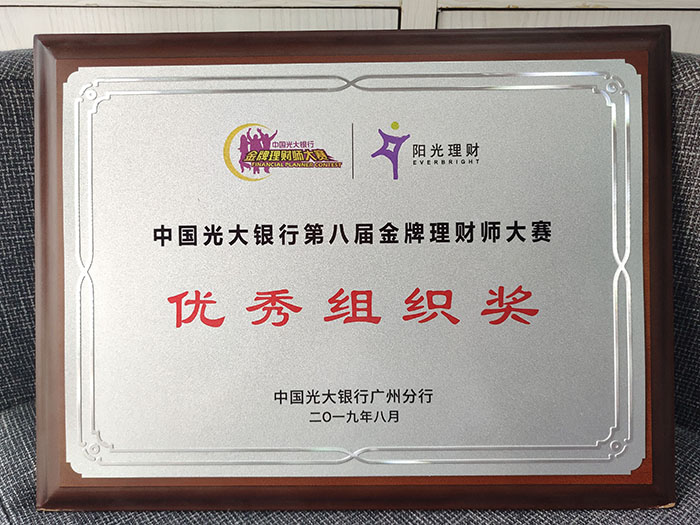 中国光大银行
金牌理财师大赛
FINANCIAL PLANNER CONTEST
阳光理财
EVERBRIGHT
中国光大银行第八届金牌理财师大赛
优秀组织奖
中国光大银行广州分行
二〇一九年八月